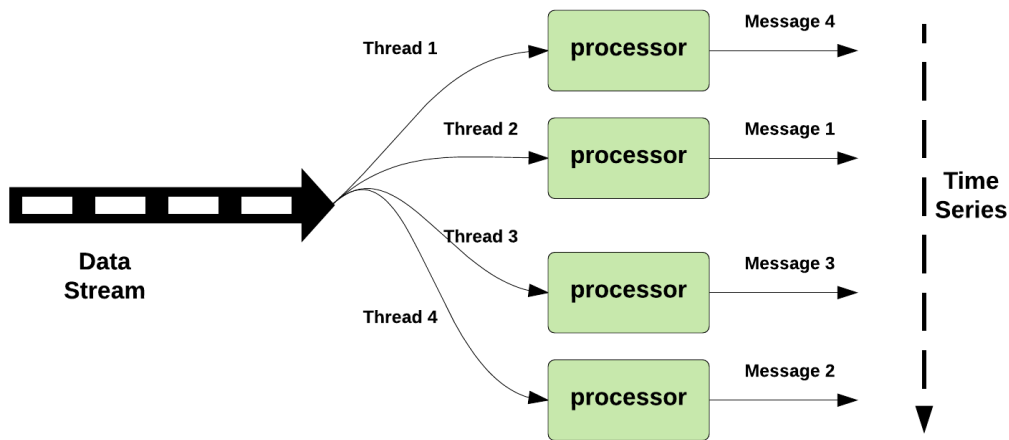 Message 4
Thread 1
processor
Thread 2
Message 1
processor
Time
Series
Thread 3
Data
Stream
Message 3
processor
Thread 4
Message 2
processor